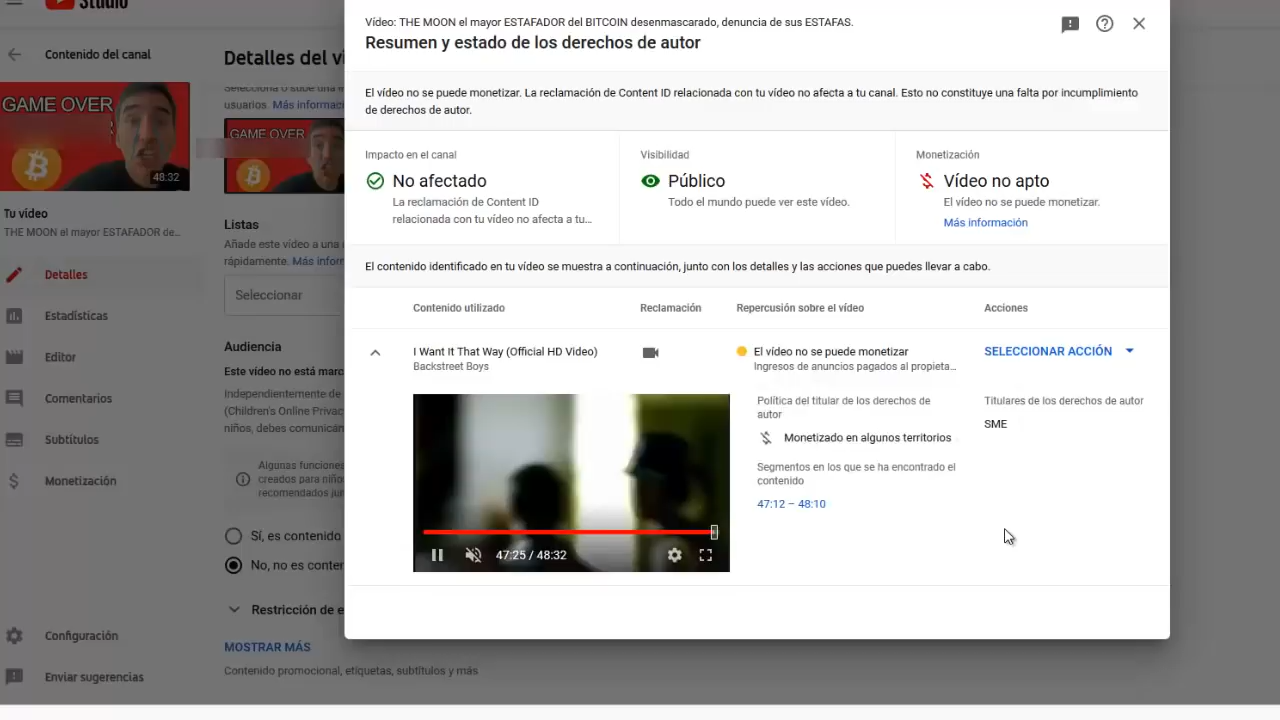 Studio
Vídeo: THE MOON el mayor ESTAFADOR del BITCOIN desenmascarado, denuncia de sus ESTAFAS.
Resumen y estado de los derechos de autor
Contenido del canal
Detalles del ví
El vídeo no se puede monetizar. La reclamación de Content ID relacionada con tu vídeo no afecta a tu canal. Esto no constituye una falta por incumplimiento
de derechos de autor.
usuarios. Más informaci
GAME OVER
48:32
GAME OVER
Impacto en el canal
No afectado
La reclamación de Content ID
relacionada con tu vídeo no afecta a tu...
Visibilidad
Público
Todo el mundo puede ver este vídeo.
Monetización
Vídeo no apto
El vídeo no se puede monetizar.
Más información
Tu vídeo
THE MOON el mayor ESTAFADOR de...
Detalles
Estadísticas
Editor
Comentarios
Subtítulos
Monetización
Configuración
Enviar sugerencias
Listas
Añade este vídeo a una
rápidamente. Más inforr
Seleccionar
Audiencia
Este vídeo no está marc
Independientemente de
(Children's Online Privac
niños, debes comunicán
Algunas funciones
creados para niño
recomendados jun
Sí, es contenido
No, no es conter
Restricción de e
MOSTRAR MÁS
Contenido promocional, etiquetas, subtítulos y más
El contenido identificado en tu vídeo se muestra a continuación, junto con los detalles y las acciones que puedes llevar a cabo.
Contenido utilizado
Reclamación
Repercusión sobre el vídeo
Acciones
I Want It That Way (Official HD Video)
Backstreet Boys
El vídeo no se puede monetizar
Ingresos de anuncios pagados al propieta...
SELECCIONAR ACCIÓN
47:25 / 48:32
Política del titular de los derechos de
autor
Monetizado en algunos territorios
Segmentos en los que se ha encontrado el
contenido
47:12 – 48:10
Titulares de los derechos de autor
SME